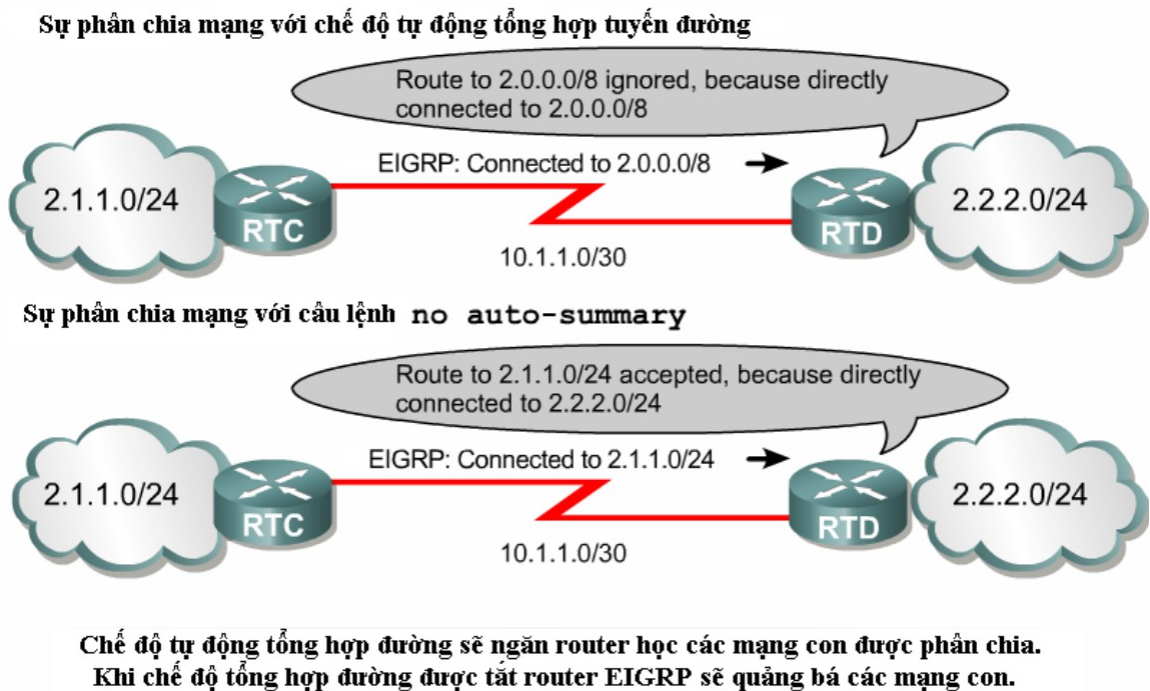 Sự phân chia mạng với chế độ tự động tổng hợp tuyến đường
Route to 2.0.0.0/8 ignored, because directly
connected to 2.0.0.0/8
EIGRP: Connected to 2.0.0.0/8
2.1.1.0/24
RTC
RTD
2.2.2.0/24
10.1.1.0/30
Sự phân chia mạng với câu lệnh no auto-summary
Route to 2.1.1.0/24 accepted, because directly
connected to 2.2.2.0/24
EIGRP: Connected to 2.1.1.0/24
2.1.1.0/24
RTC
RTD
2.2.2.0/24
10.1.1.0/30
Chế độ tự động tổng hợp đường sẽ ngăn router học các mạng con được phân chia.
Khi chế độ tổng hợp đường được tắt router EIGRP sẽ quảng bá các mạng con.